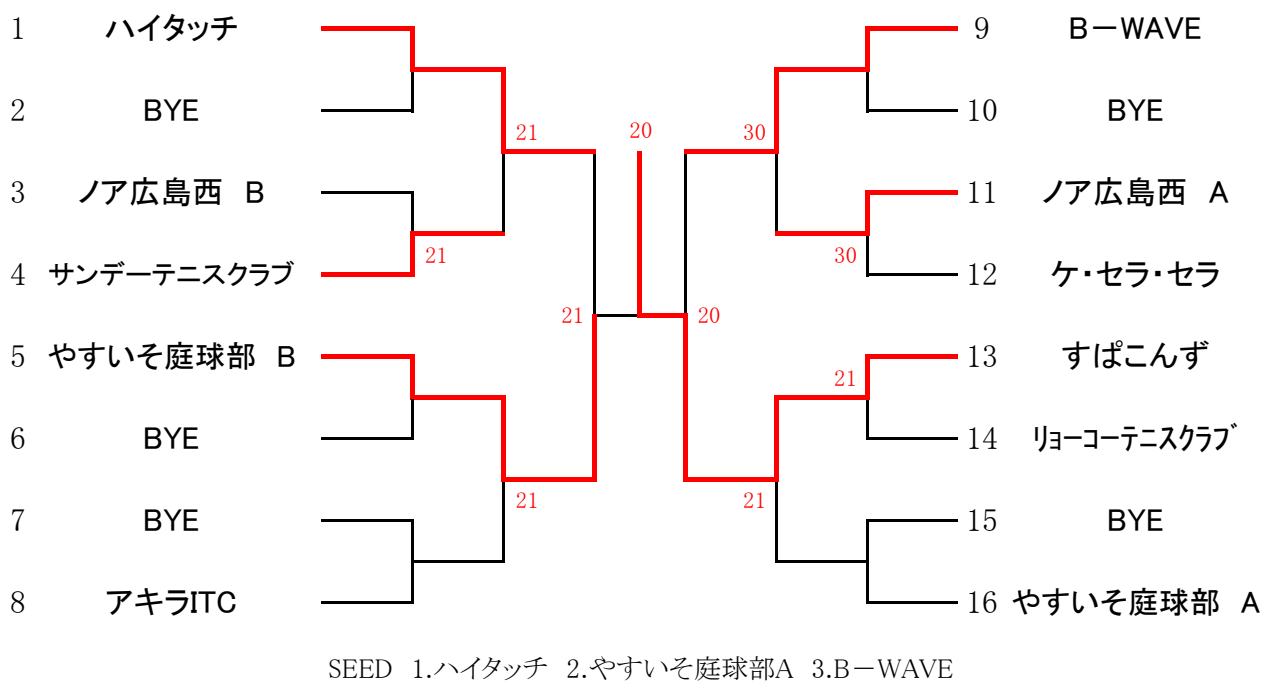 1 ハイタッチ
9 B－WAVE
2 BYE
10 BYE
21
20
30
3 ノア広島西 B
11 ノア広島西 A
21
30
4 サンデーテニスクラブ
12 ケ・セラ・セラ
21
20
5 やすいそ庭球部 B
13 すぱこんず
21
6 BYE
14 ﾘｮｰｺｰﾃﾆｽｸﾗﾌﾞ
21
21
7 BYE
15 BYE
8 アキラITC
16 やすいそ庭球部 A
SEED 1.ハイタッチ 2.やすいそ庭球部A 3.B－WAVE